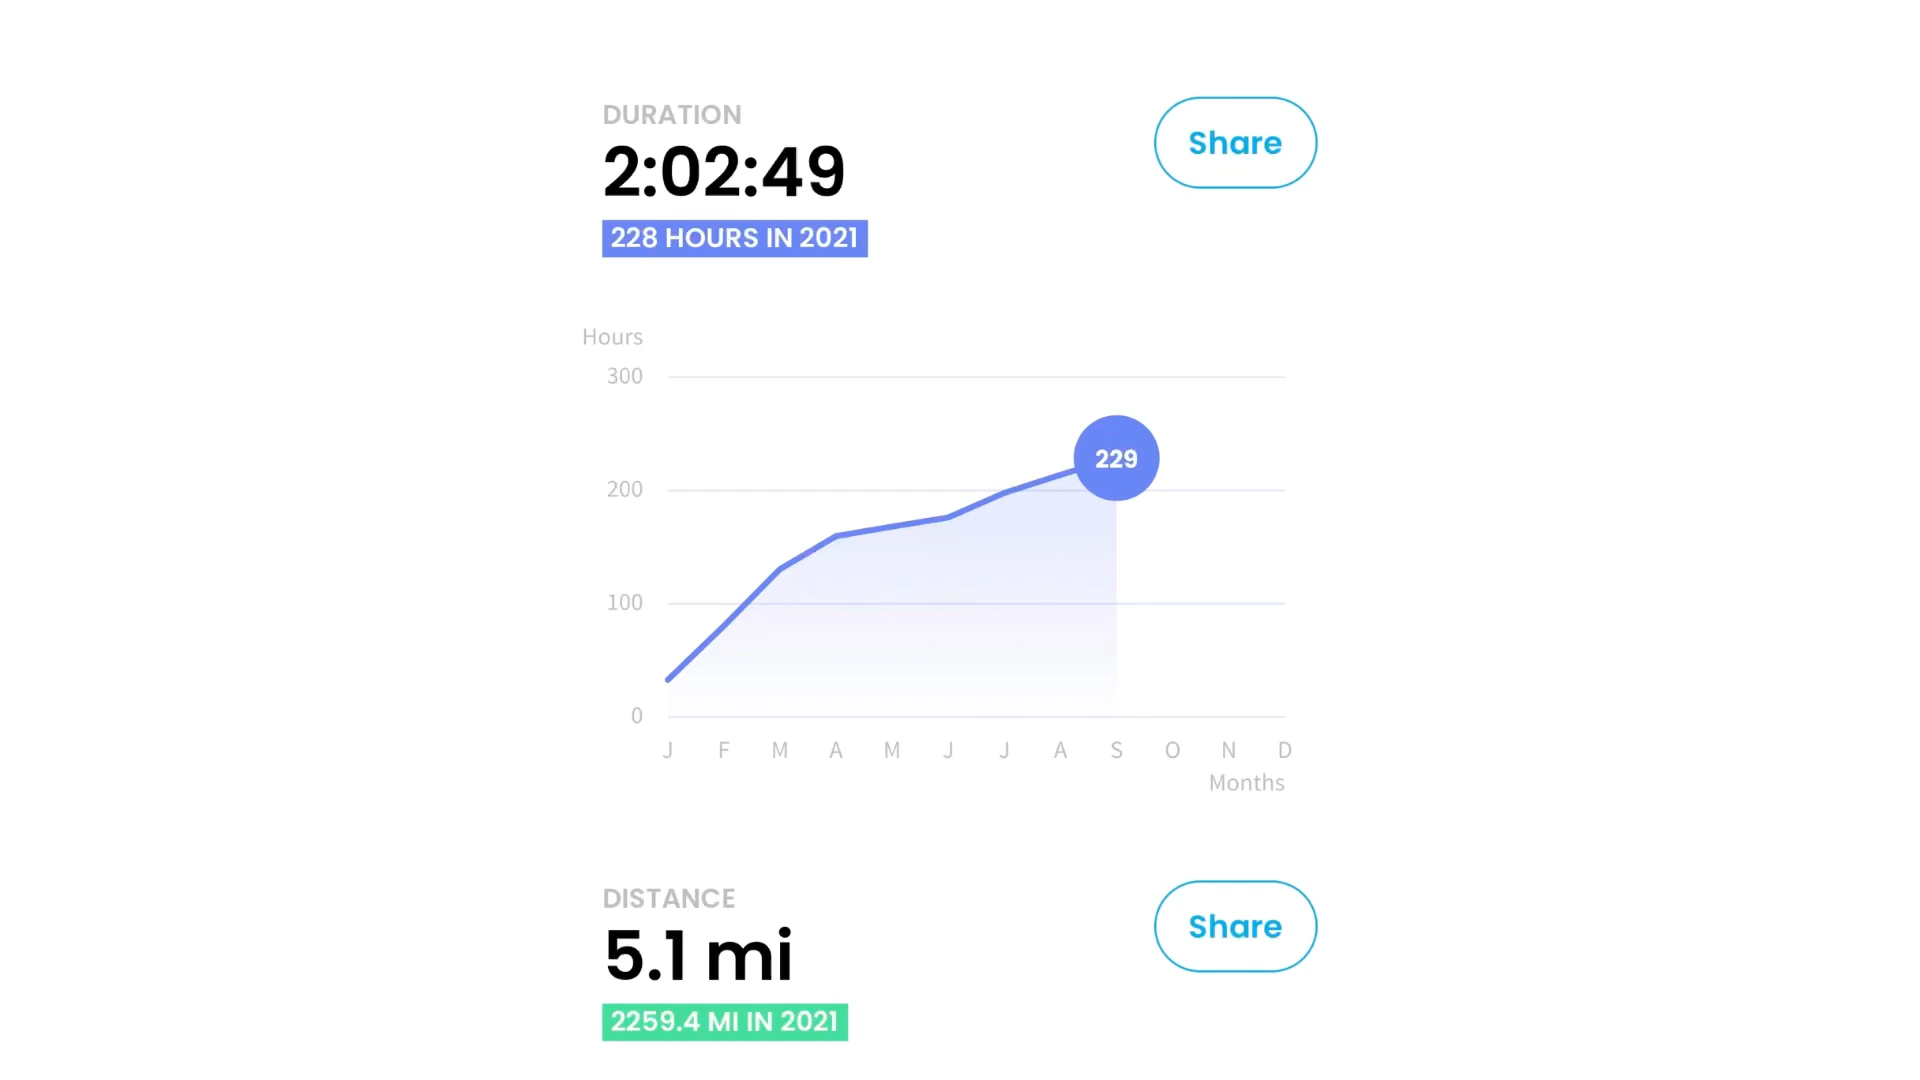 DURATION
Share
2:02:49
228 HOURS IN 2021
Hours
300
229
200
100
0
J F M A M J J A S O N D
Months
DISTANCE
Share
5.1 mi
2259.4 MI IN 2021